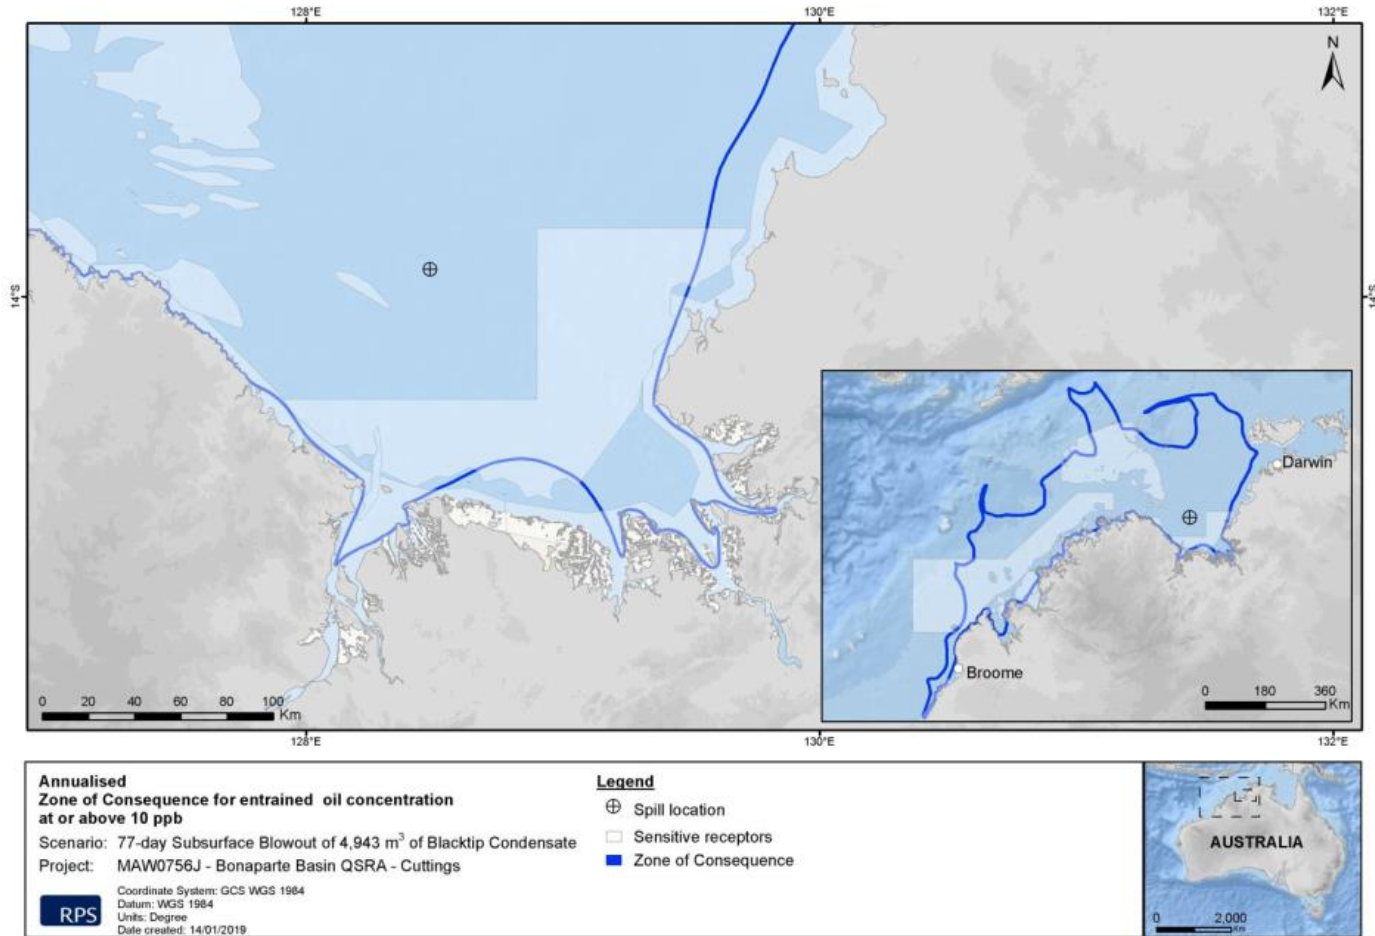 128°E
130°E
132°E
N
14°S
14°S
Darwin
Broome
0
180
360
Km
0
20
40
60
80
100
Km
128°E
130°E
132°E
Annualised
Zone of Consequence for entrained oil concentration
at or above 10 ppb
Scenario: 77-day Subsurface Blowout of 4,943 m³ of Blacktip Condensate
Project: MAW0756J - Bonaparte Basin QSRA - Cuttings
RPS
Coordinate System: GCS WGS 1984
Datum: WGS 1984
Units: Degree
Date created: 14/01/2019
Legend
Spill location
Sensitive receptors
Zone of Consequence
AUSTRALIA
0
2,000
Km